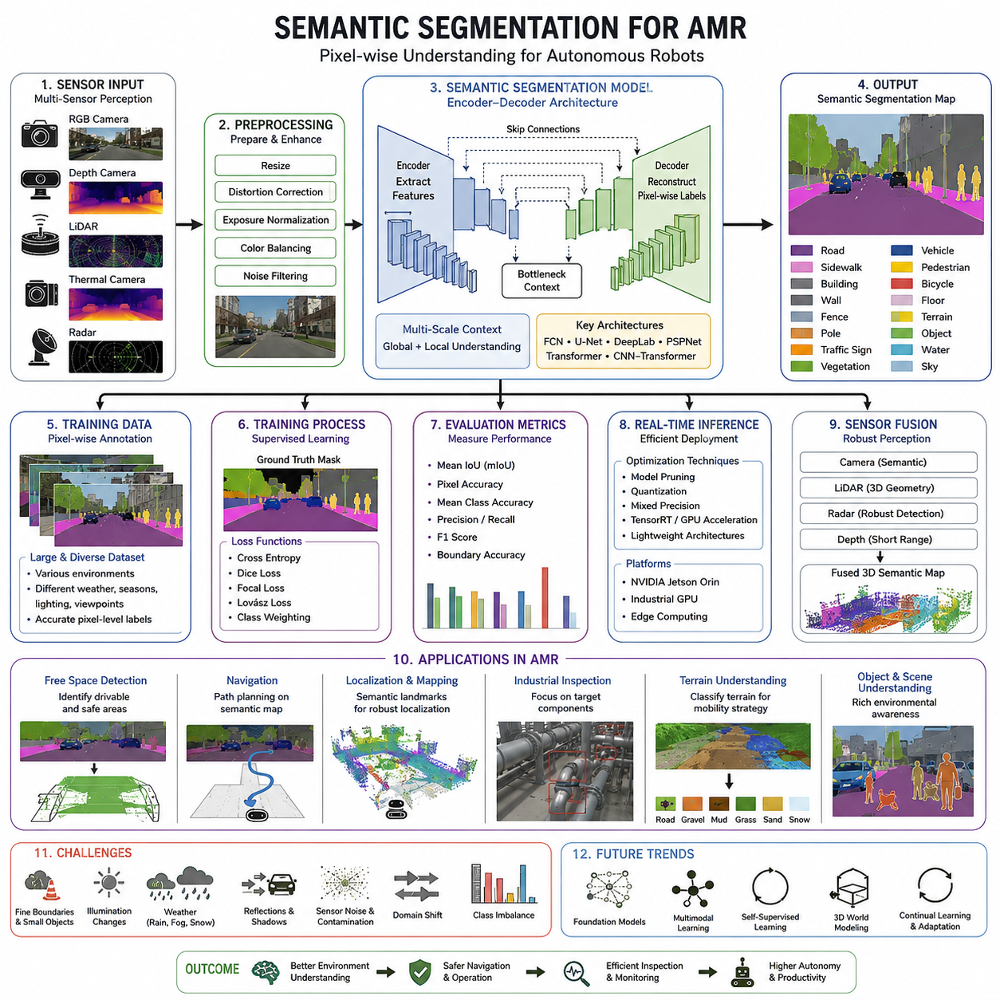 SEMANTIC SEGMENTATION FOR AMR
Pixel-wise Understanding for Autonomous Robots
1. SENSOR INPUT
Multi-Sensor Perception
RGB Camera
Depth Camera
LiDAR
Thermal Camera
Radar
2. PREPROCESSING
Prepare & Enhance
Resize
Distortion Correction
Exposure Normalization
Color Balancing
Noise Filtering
3. SEMANTIC SEGMENTATION MODEL
Encoder–Decoder Architecture
Skip Connections
Encoder
Extract
Features
Decoder
Reconstruct
Pixel-wise Labels
Bottleneck
Context
Multi-Scale Context
Global + Local Understanding
Key Architectures
FCN • U-Net • DeepLab • PSPNet
Transformer • CNN–Transformer
4. OUTPUT
Semantic Segmentation Map
Road
Sidewalk
Building
Wall
Fence
Pole
Traffic Sign
Vegetation
Vehicle
Pedestrian
Bicycle
Floor
Terrain
Object
Water
Sky
5. TRAINING DATA
Pixel-wise Annotation
Large & Diverse Dataset
• Various environments
• Different weather, seasons,
lighting, viewpoints
• Accurate pixel-level labels
6. TRAINING PROCESS
Supervised Learning
Ground Truth Mask
Loss Functions
• Cross Entropy
• Dice Loss
• Focal Loss
• Lovász Loss
• Class Weighting
7. EVALUATION METRICS
Measure Performance
• Mean IoU (mIoU)
• Pixel Accuracy
• Mean Class Accuracy
• Precision / Recall
• F1 Score
• Boundary Accuracy
8. REAL-TIME INFERENCE
Efficient Deployment
Optimization Techniques
• Model Pruning
• Quantization
• Mixed Precision
• TensorRT / GPU Acceleration
• Lightweight Architectures
Platforms
• NVIDIA Jetson Orin
• Industrial GPU
• Edge Computing
9. SENSOR FUSION
Robust Perception
Camera (Semantic)
LiDAR (3D Geometry)
Radar (Robust Detection)
Depth (Short Range)
Fused 3D Semantic Map
10. APPLICATIONS IN AMR
Free Space Detection
Identify drivable
and safe areas
Navigation
Path planning on
semantic map
Localization & Mapping
Semantic landmarks
for robust localization
Industrial Inspection
Focus on target
components
Terrain Understanding
Classify terrain for
mobility strategy
Road Gravel Mud Grass Sand Snow
Object & Scene
Understanding
Rich environmental
awareness
11. CHALLENGES
Fine Boundaries
& Small Objects
Illumination
Changes
Weather
(Rain, Fog, Snow)
Reflections &
Shadows
Sensor Noise &
Contamination
Domain Shift
Class Imbalance
12. FUTURE TRENDS
Foundation Models
Multimodal
Learning
Self-Supervised
Learning
3D World
Modeling
Continual Learning
& Adaptation
OUTCOME
Better Environment
Understanding
Safer Navigation
& Operation
Efficient Inspection
& Monitoring
Higher Autonomy
& Productivity